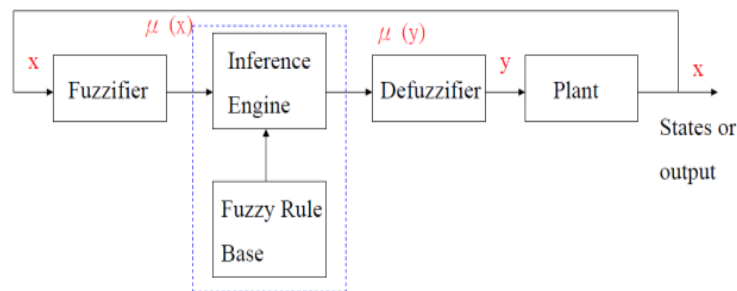 μ (x)
μ (y)
x
Fuzzifier
Inference
Engine
Defuzzifier
y
Plant
x
States or
output
Fuzzy Rule
Base